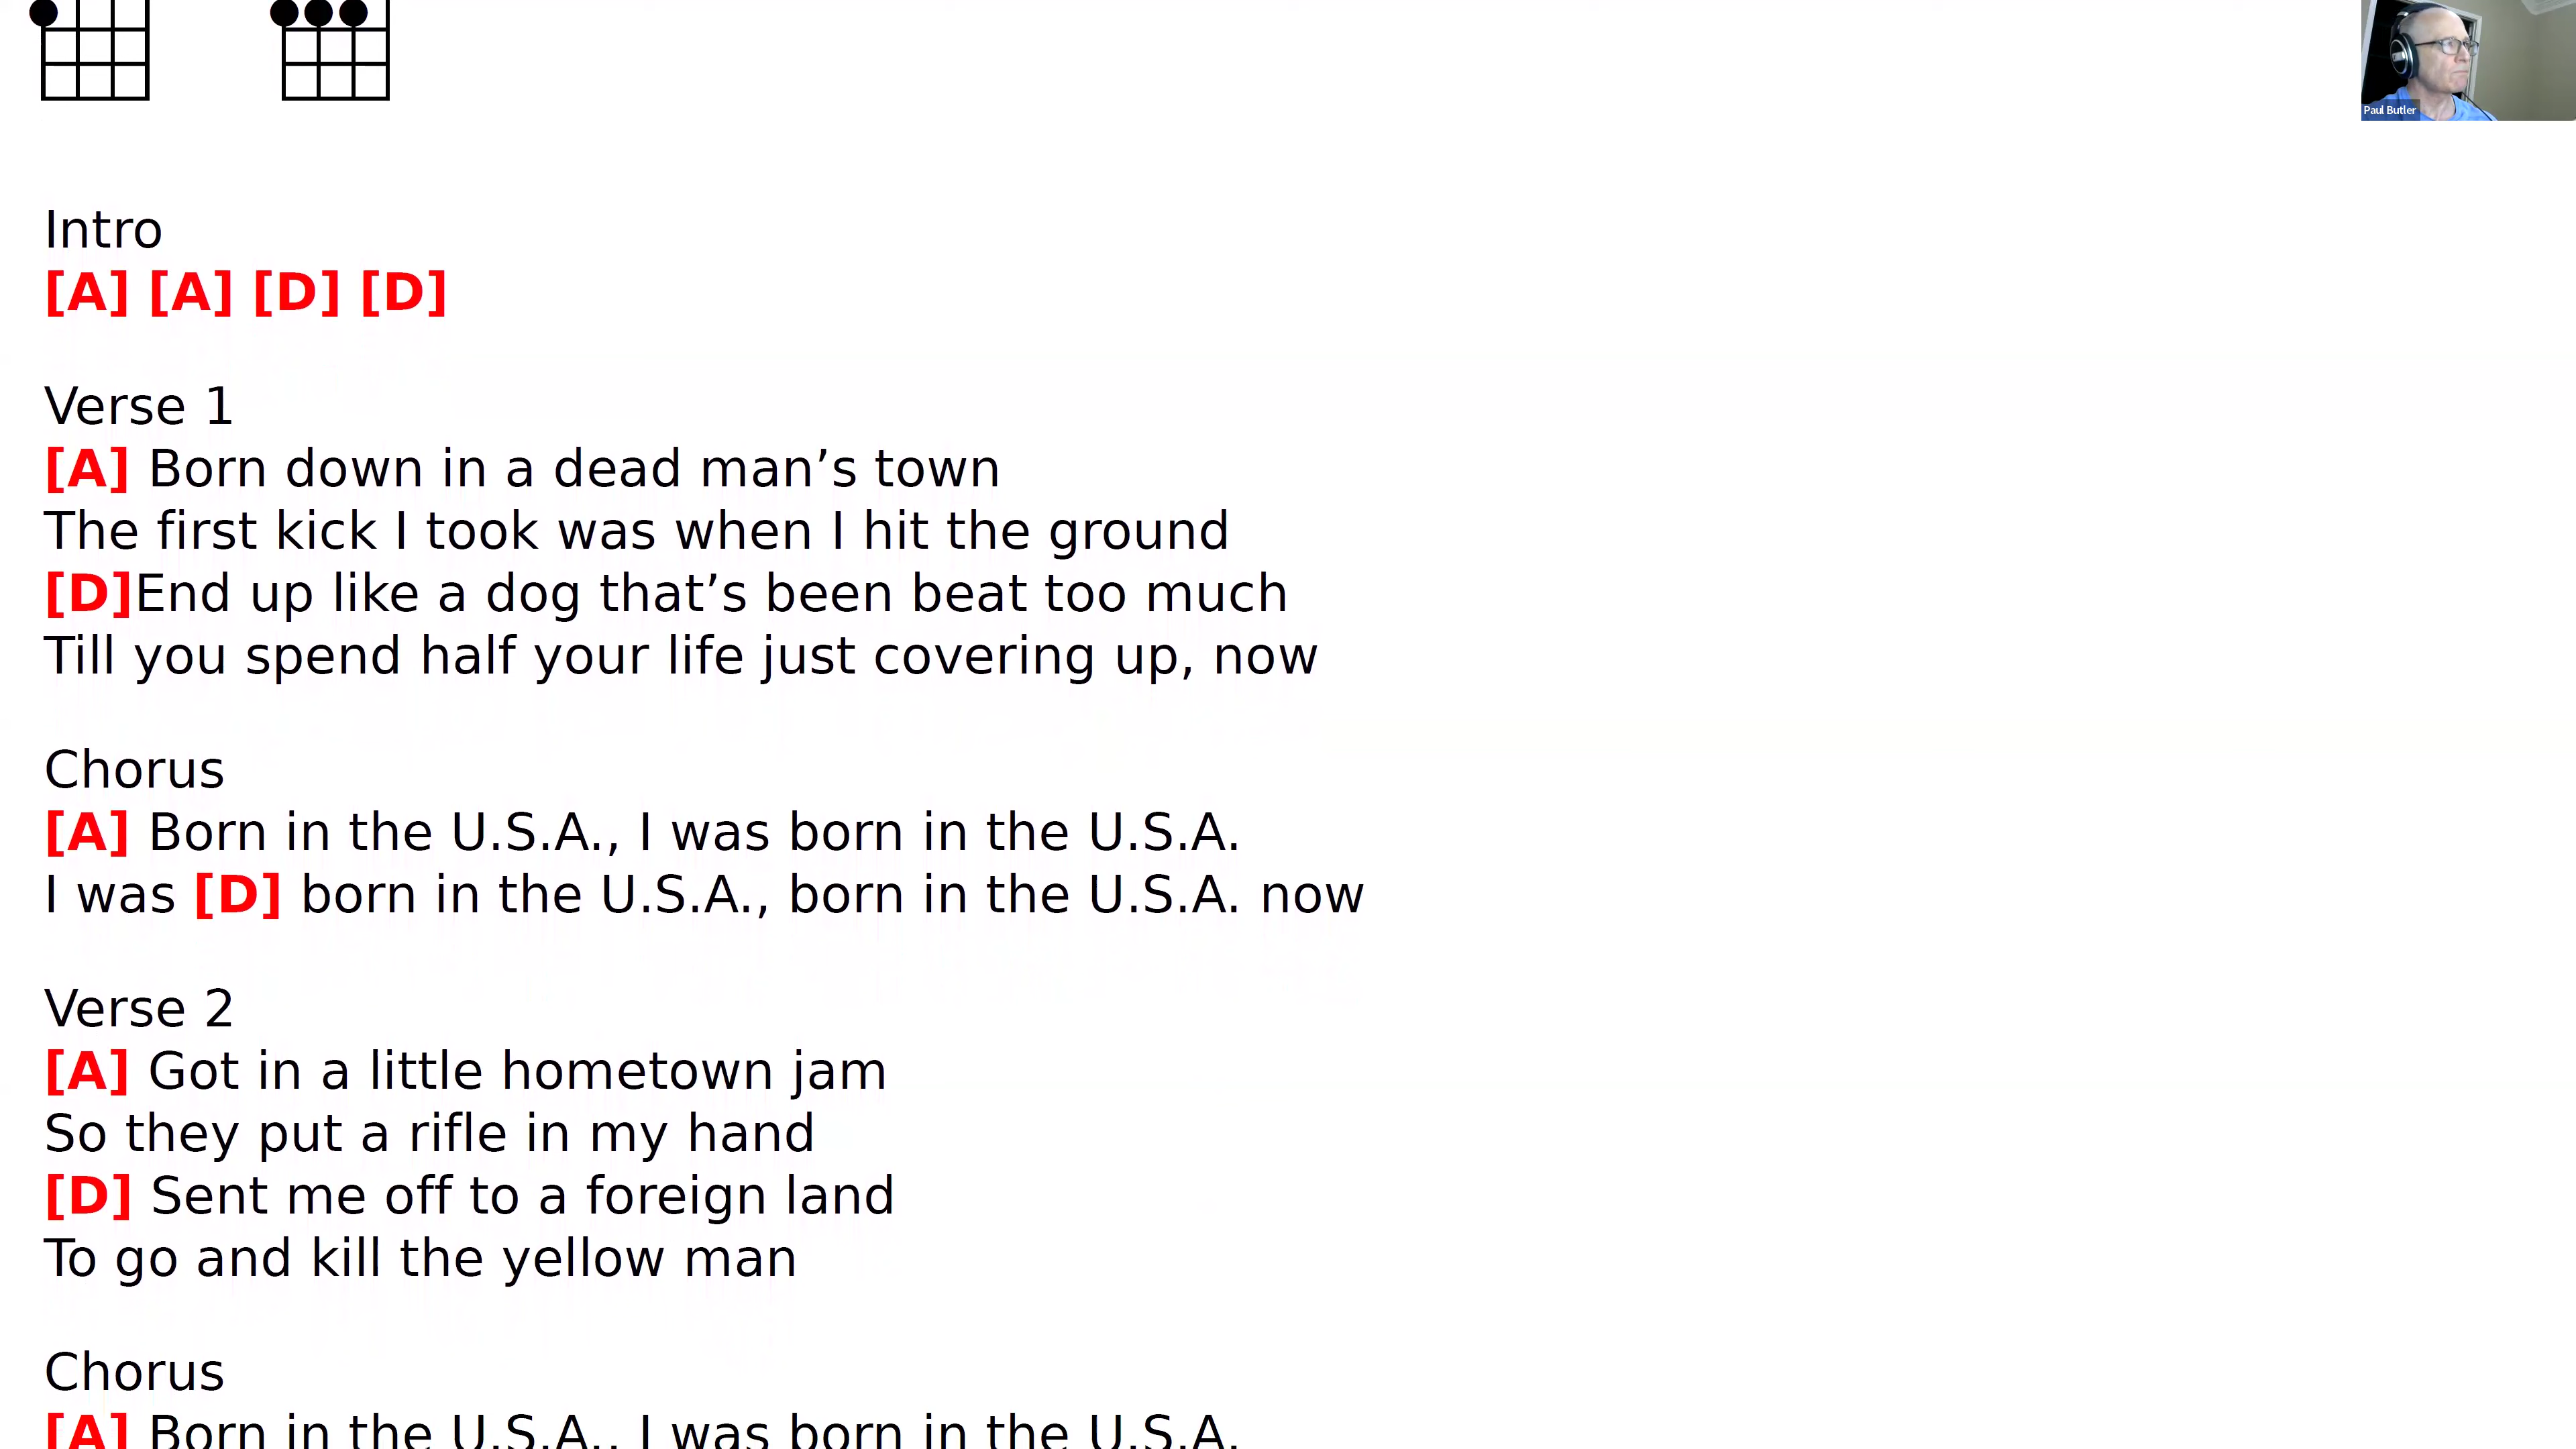 Paul Butler
Intro
[A] [A] [D] [D]
Verse 1
[A] Born down in a dead man’s town
The first kick I took was when I hit the ground
[D]End up like a dog that’s been beat too much
Till you spend half your life just covering up, now
Chorus
[A] Born in the U.S.A., I was born in the U.S.A.
I was [D] born in the U.S.A., born in the U.S.A. now
Verse 2
[A] Got in a little hometown jam
So they put a rifle in my hand
[D] Sent me off to a foreign land
To go and kill the yellow man
Chorus
[A] Born in the U.S.A., I was born in the U.S.A.